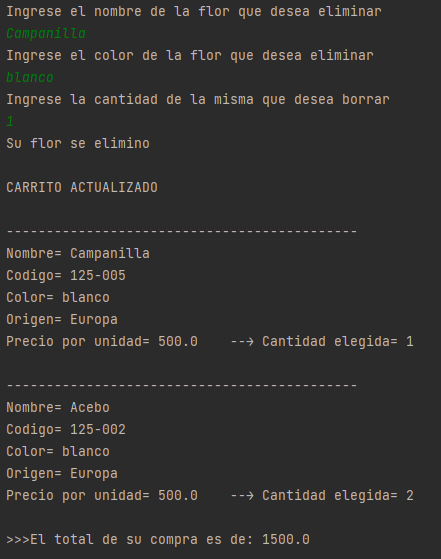 Ingrese el nombre de la flor que desea eliminar
Campanilla
Ingrese el color de la flor que desea eliminar
blanco
Ingrese la cantidad de la misma que desea borrar
1
Su flor se elimino
CARRITO ACTUALIZADO
--------------------------------------------
Nombre= Campanilla
Codigo= 125-005
Color= blanco
Origen= Europa
Precio por unidad= 500.0    --> Cantidad elegida= 1
--------------------------------------------
Nombre= Acebo
Codigo= 125-002
Color= blanco
Origen= Europa
Precio por unidad= 500.0    --> Cantidad elegida= 2
>>>El total de su compra es de: 1500.0